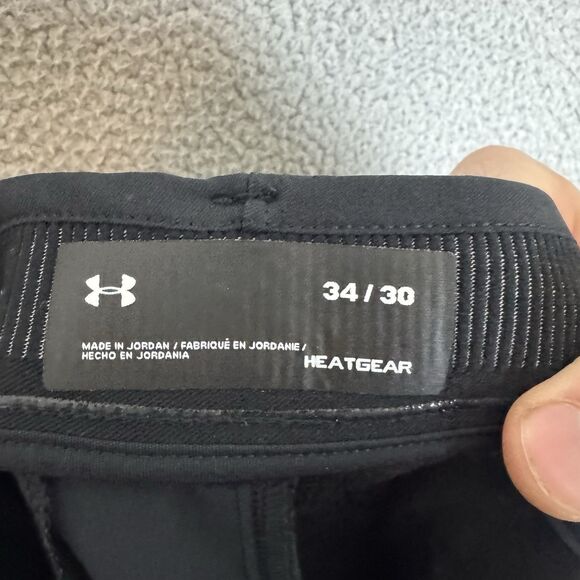 34/30
MADE IN JORDAN / FABRIQUÉ EN JORDANIE /
HECHO EN JORDANIA
HEATGEAR